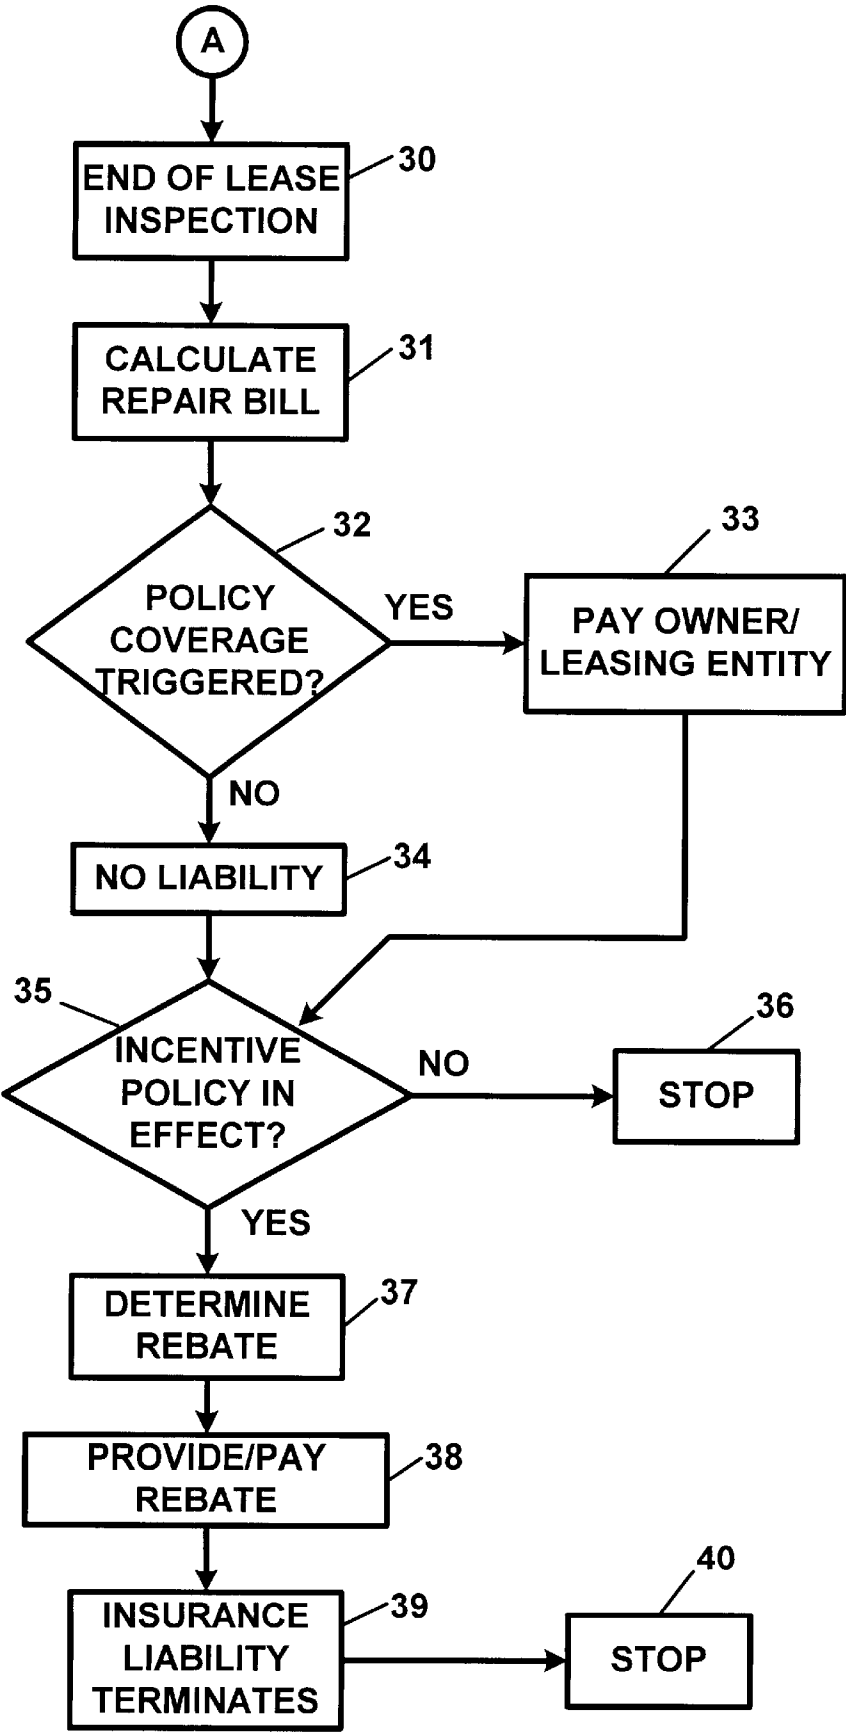 A
END OF LEASE
INSPECTION
30
CALCULATE
REPAIR BILL
31
POLICY
COVERAGE
TRIGGERED?
32
YES
33
PAY OWNER/
LEASING ENTITY
NO
NO LIABILITY
34
35
INCENTIVE
POLICY IN
EFFECT?
NO
36
STOP
YES
DETERMINE
REBATE
37
PROVIDE/PAY
REBATE
38
INSURANCE
LIABILITY
TERMINATES
39
40
STOP